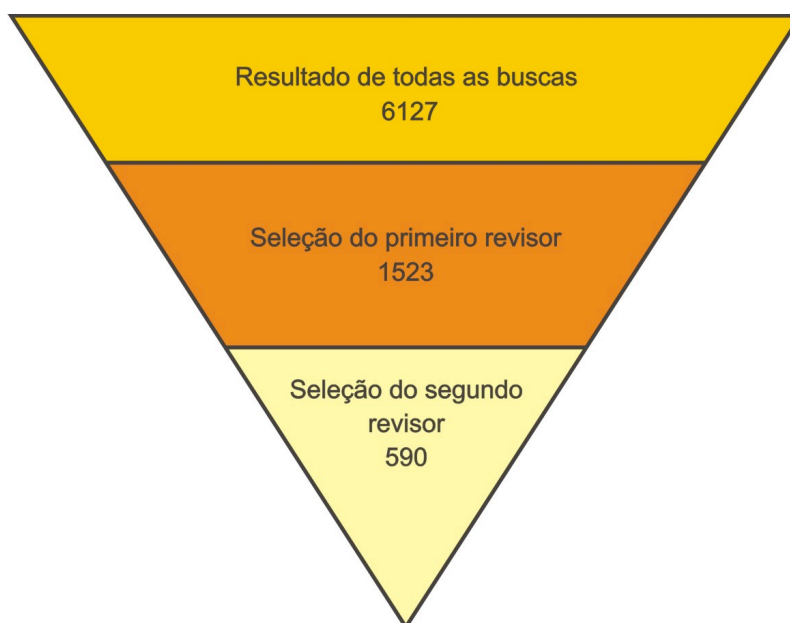 Resultado de todas as buscas
6127
Seleção do primeiro revisor
1523
Seleção do segundo
revisor
590